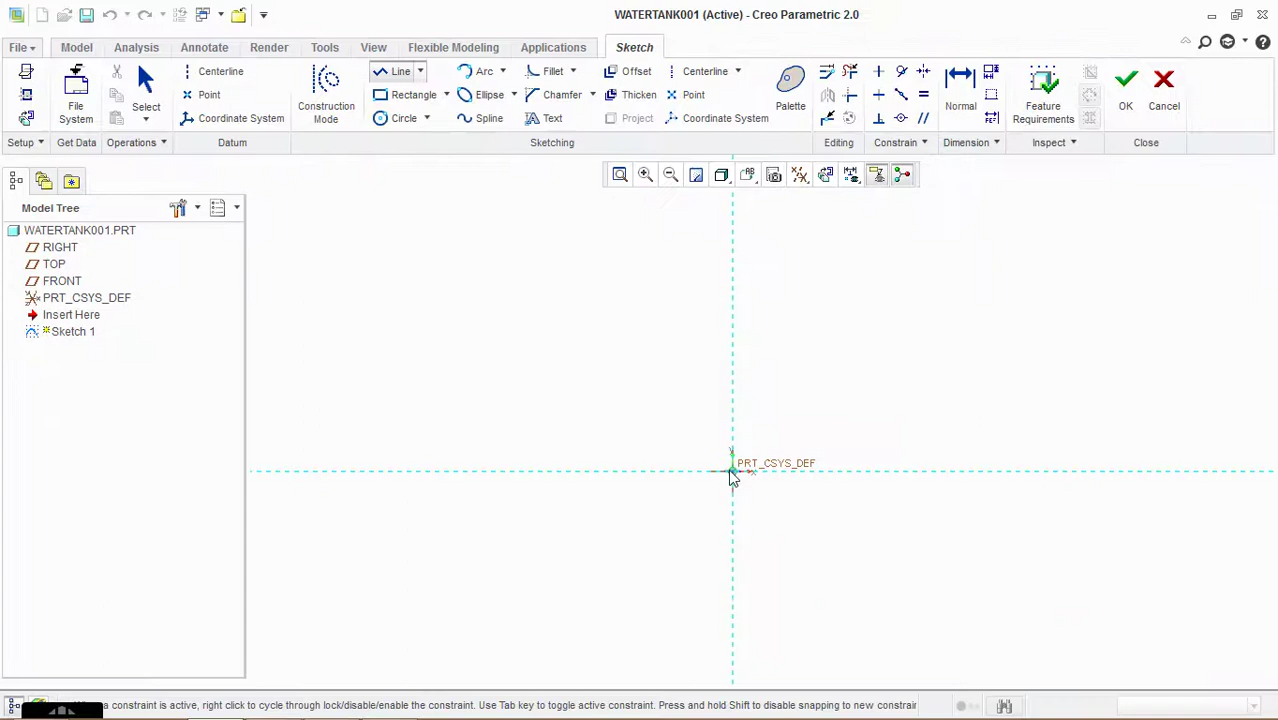 WATERTANK001 (Active) - Creo Parametric 2.0
File Model Analysis Annotate Render Tools View Flexible Modeling Applications Sketch
Centerline Line Arc Fillet Offset Centerline
Point Rectangle Ellipse Chamfer Thicken Point
Coordinate System Circle Spline Text Project Coordinate System
File System
Select
Construction Mode
Palette
Normal
Feature Requirements
OK
Cancel
Setup Get Data Operations Datum Sketching Editing Constrain Dimension Inspect Close
Model Tree
WATERTANK001.PRT
RIGHT
TOP
FRONT
PRT_CSYS_DEF
Insert Here
Sketch 1
PRT_CSYS_DEF
a constraint is active, right click to cycle through lock/disable/enable the constraint. Use Tab key to toggle active constraint. Press and hold Shift to disable snapping to new constrain